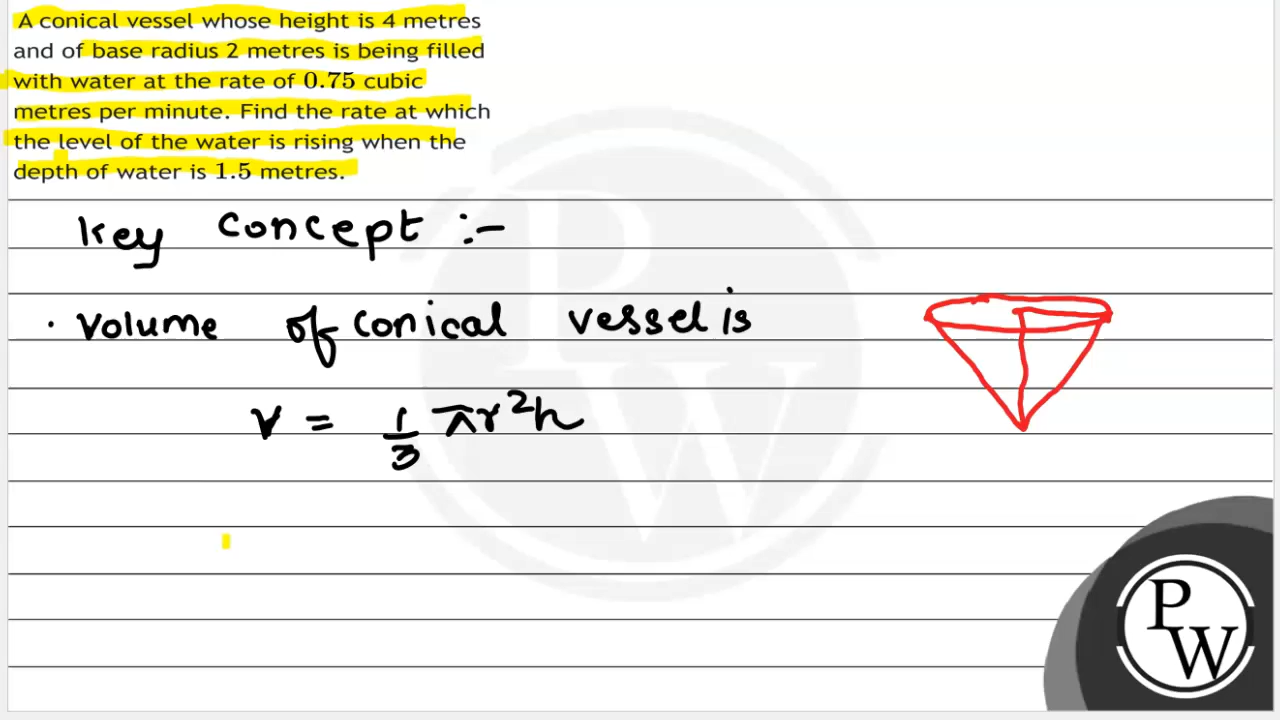 A conical vessel whose height is 4 metres
and of base radius 2 metres is being filled
with water at the rate of 0.75 cubic
metres per minute. Find the rate at which
the level of the water is rising when the
depth of water is 1.5 metres.
Key concept :-
· Volume of conical vessel is
V = 1/3 πr²h
P
W
P
W